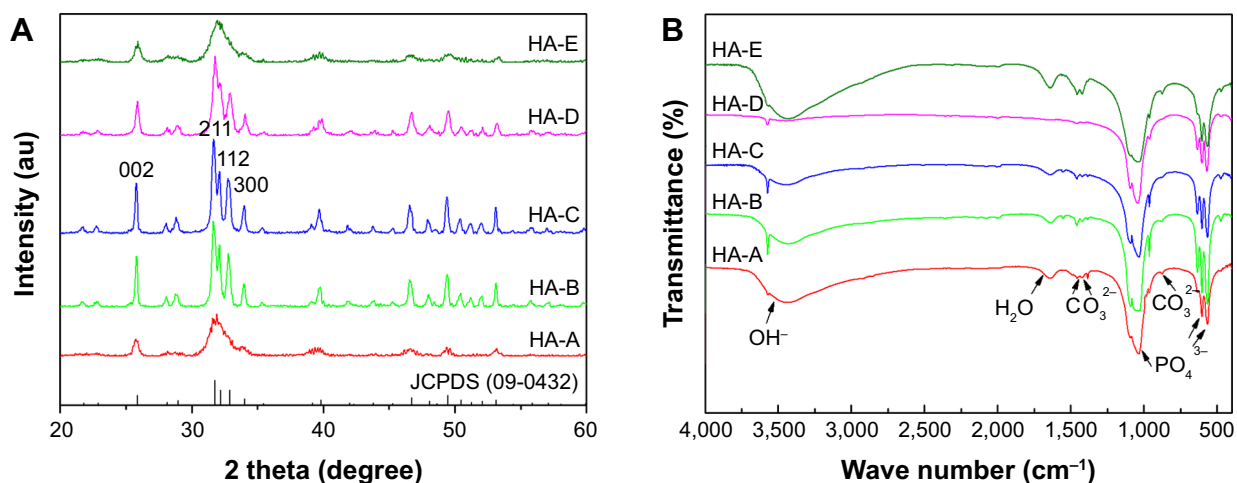 A
HA-E
HA-D
211
112
002
300
HA-C
HA-B
HA-A
JCPDS (09-0432)
20 30 40 50 60
2 theta (degree)
Intensity (au)
B
HA-E
HA-D
HA-C
HA-B
HA-A
OH–
H2O
CO3 2–
CO3 2–
PO4 3–
4,000 3,500 3,000 2,500 2,000 1,500 1,000 500
Wave number (cm–1)
Transmittance (%)